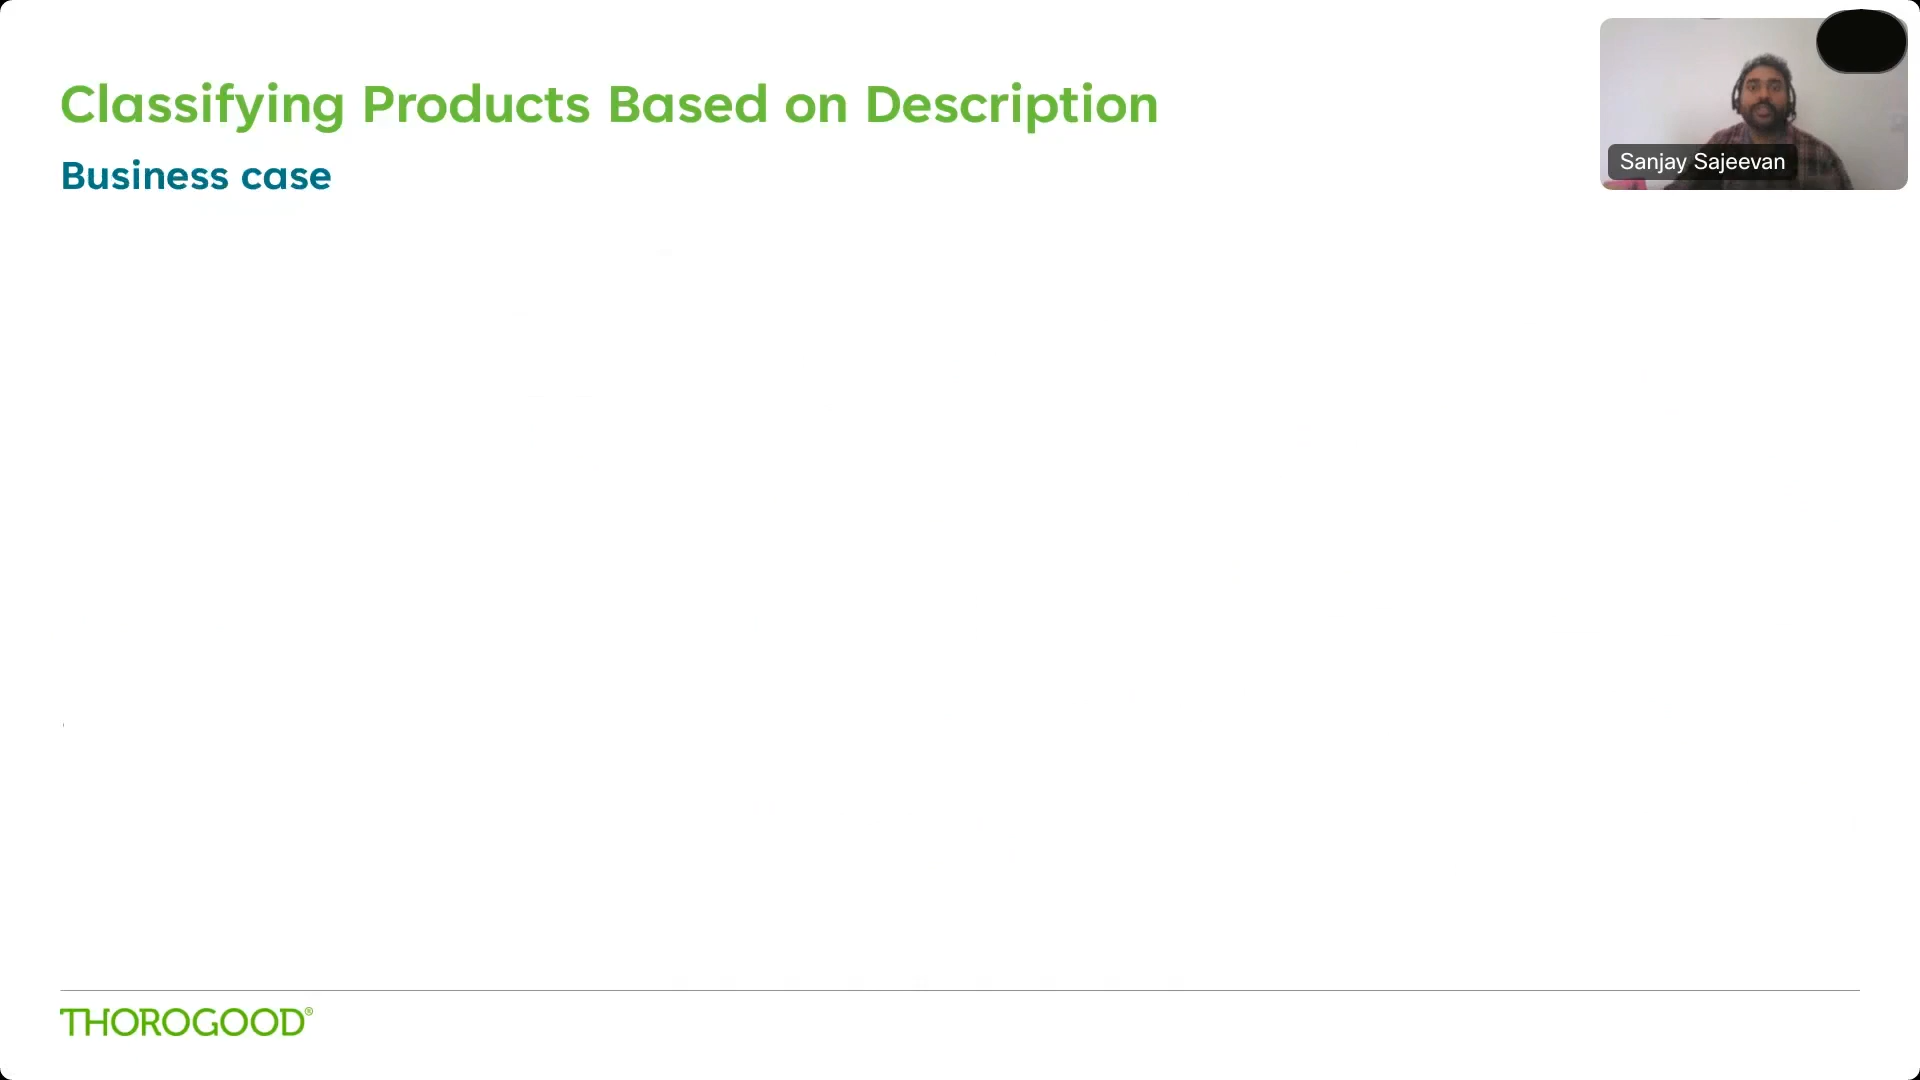 Classifying Products Based on Description
Business case
Sanjay Sajeevan
THOROGOOD®